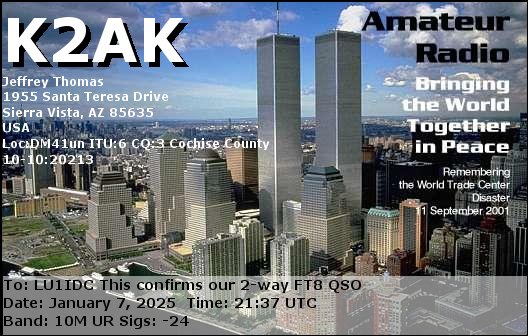 K2AK
Jeffrey Thomas
1955 Santa Teresa Drive
Sierra Vista, AZ 85635
USA
Loc:DM41un ITU:6 CQ:3 Cochise County
10-10:20213
Amateur
Radio
Bringing
the World
Together
in Peace
Remembering
the World Trade Center
Disaster
11 September 2001
To: LU1IDC This confirms our 2-way FT8 QSO
Date: January 7, 2025 Time: 21:37 UTC
Band: 10M UR Sigs: -24